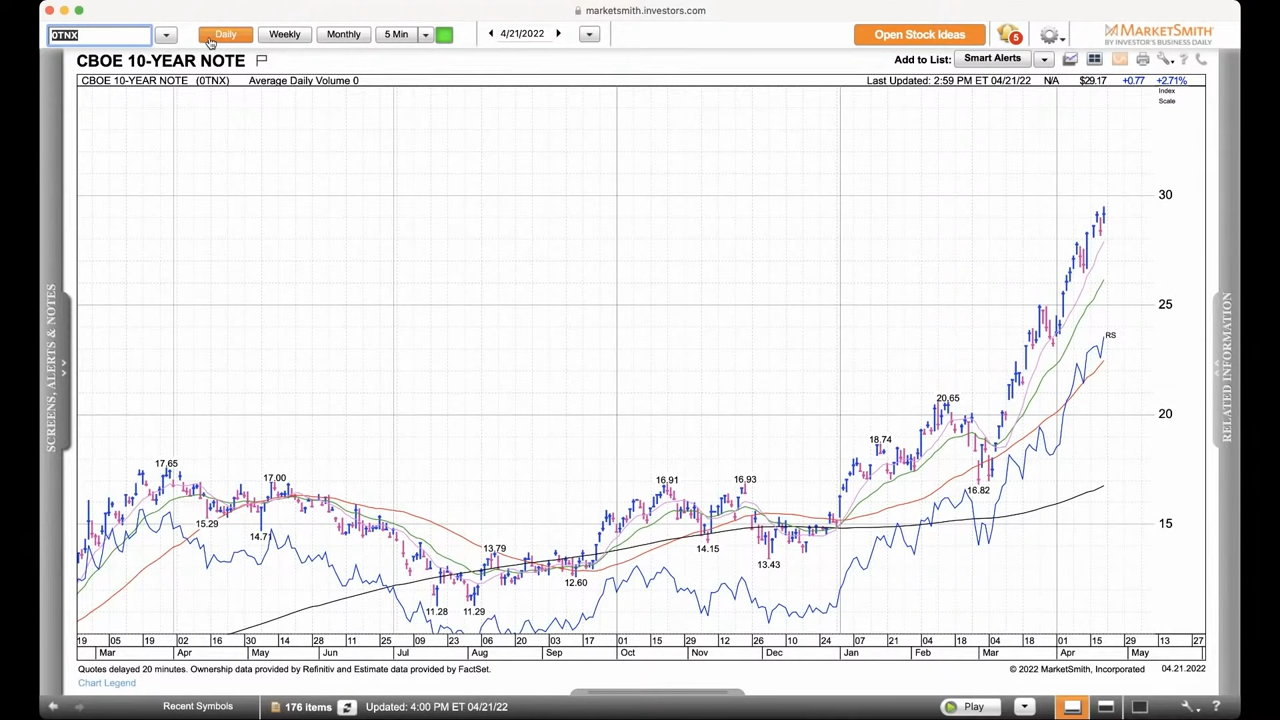 marketsmith.investors.com
0TNX
Daily
Weekly
Monthly
5 Min
4/21/2022
Open Stock Ideas
5
MARKETSMITH
BY INVESTOR'S BUSINESS DAILY
CBOE 10-YEAR NOTE
Add to List:
Smart Alerts
CBOE 10-YEAR NOTE (0TNX) Average Daily Volume 0
Last Updated: 2:59 PM ET 04/21/22 N/A $29.17 +0.77 +2.71%
Index
Scale
30
25
RS
20.65
20
18.74
17.65
17.00
16.91
16.93
16.82
15.29
15
14.71
13.79
14.15
13.43
12.60
11.28
11.29
SCREENS, ALERTS & NOTES
RELATED INFORMATION
19 05 19 02 16 30 14 28 11 25 09 23 06 20 03 17 01 15 29 12 26 10 24 07 21 04 18 04 18 01 15 29 13 27
Mar Apr May Jun Jul Aug Sep Oct Nov Dec Jan Feb Mar Apr May
Quotes delayed 20 minutes. Ownership data provided by Refinitiv and Estimate data provided by FactSet.
© 2022 MarketSmith, Incorporated
04.21.2022
Chart Legend
Recent Symbols
176 items
Updated: 4:00 PM ET 04/21/22
Play